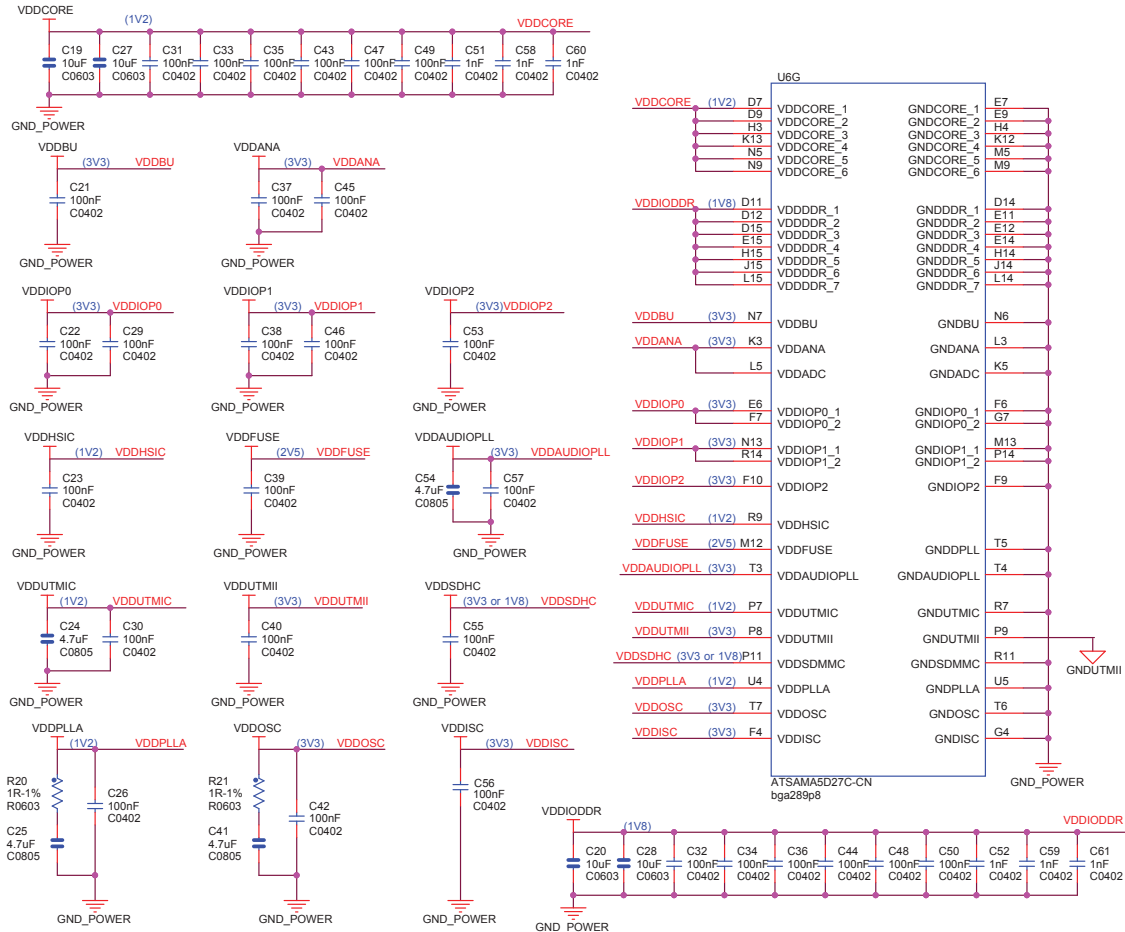 VDDCORE
(1V2)
VDDCORE
C19
10uF
C0603
C27
10uF
C0603
C31
100nF
C0402
C33
100nF
C0402
C35
100nF
C0402
C43
100nF
C0402
C47
100nF
C0402
C49
100nF
C0402
C51
1nF
C0402
C58
1nF
C0402
C60
1nF
C0402
GND_POWER
VDDBU
(3V3)
VDDBU
C21
100nF
C0402
GND_POWER
VDDANA
(3V3)
VDDANA
C37
100nF
C0402
C45
100nF
C0402
GND_POWER
VDDIOP0
(3V3)
VDDIOP0
C22
100nF
C0402
C29
100nF
C0402
GND_POWER
VDDIOP1
(3V3)
VDDIOP1
C38
100nF
C0402
C46
100nF
C0402
GND_POWER
VDDIOP2
(3V3)VDDIOP2
C53
100nF
C0402
GND_POWER
VDDHSIC
(1V2)
VDDHSIC
C23
100nF
C0402
GND_POWER
VDDFUSE
(2V5)
VDDFUSE
C39
100nF
C0402
GND_POWER
VDDAUDIOPLL
(3V3)
VDDAUDIOPLL
C54
4.7uF
C0805
C57
100nF
C0402
GND_POWER
VDDUTMIC
(1V2)
VDDUTMIC
C24
4.7uF
C0805
C30
100nF
C0402
GND_POWER
VDDUTMII
(3V3)
VDDUTMII
C40
100nF
C0402
GND_POWER
VDDSDHC
(3V3 or 1V8)
VDDSDHC
C55
100nF
C0402
GND_POWER
VDDPLLA
(1V2)
VDDPLLA
R20
1R-1%
R0603
C25
4.7uF
C0805
C26
100nF
C0402
GND_POWER
VDDOSC
(3V3)
VDDOSC
R21
1R-1%
R0603
C41
4.7uF
C0805
C42
100nF
C0402
GND_POWER
VDDISC
(3V3)
VDDISC
C56
100nF
C0402
GND_POWER
U6G
VDDCORE (1V2) D7 VDDCORE_1 GNDCORE_1 E7
D9 VDDCORE_2 GNDCORE_2 E9
H3 VDDCORE_3 GNDCORE_3 H4
K13 VDDCORE_4 GNDCORE_4 K12
N5 VDDCORE_5 GNDCORE_5 M5
N9 VDDCORE_6 GNDCORE_6 M9
VDDIODDR (1V8) D11 VDDDDR_1 GNDDDR_1 D14
D12 VDDDDR_2 GNDDDR_2 E11
D15 VDDDDR_3 GNDDDR_3 E12
E15 VDDDDR_4 GNDDDR_4 E14
H15 VDDDDR_5 GNDDDR_5 H14
J15 VDDDDR_6 GNDDDR_6 J14
L15 VDDDDR_7 GNDDDR_7 L14
VDDBU (3V3) N7 VDDBU GNDBU N6
VDDANA (3V3) K3 VDDANA GNDANA L3
L5 VDDADC GNDADC K5
VDDIOP0 (3V3) E6 VDDIOP0_1 GNDIOP0_1 F6
F7 VDDIOP0_2 GNDIOP0_2 G7
VDDIOP1 (3V3) N13 VDDIOP1_1 GNDIOP1_1 M13
R14 VDDIOP1_2 GNDIOP1_2 P14
VDDIOP2 (3V3) F10 VDDIOP2 GNDIOP2 F9
VDDHSIC (1V2) R9 VDDHSIC
VDDFUSE (2V5) M12 VDDFUSE GNDDPLL T5
VDDAUDIOPLL (3V3) T3 VDDAUDIOPLL GNDAUDIOPLL T4
VDDUTMIC (1V2) P7 VDDUTMIC GNDUTMIC R7
VDDUTMII (3V3) P8 VDDUTMII GNDUTMII P9
VDDSDHC (3V3 or 1V8) P11 VDDSDMMC GNDSDMMC R11
GNDUTMII
VDDPLLA (1V2) U4 VDDPLLA GNDPLLA U5
VDDOSC (3V3) T7 VDDOSC GNDOSC T6
VDDISC (3V3) F4 VDDISC GNDISC G4
GND_POWER
ATSAMA5D27C-CN
bga289p8
VDDIODDR
(1V8)
VDDIODDR
C20
10uF
C0603
C28
10uF
C0603
C32
100nF
C0402
C34
100nF
C0402
C36
100nF
C0402
C44
100nF
C0402
C48
100nF
C0402
C50
100nF
C0402
C52
1nF
C0402
C59
1nF
C0402
C61
1nF
C0402
GND_POWER